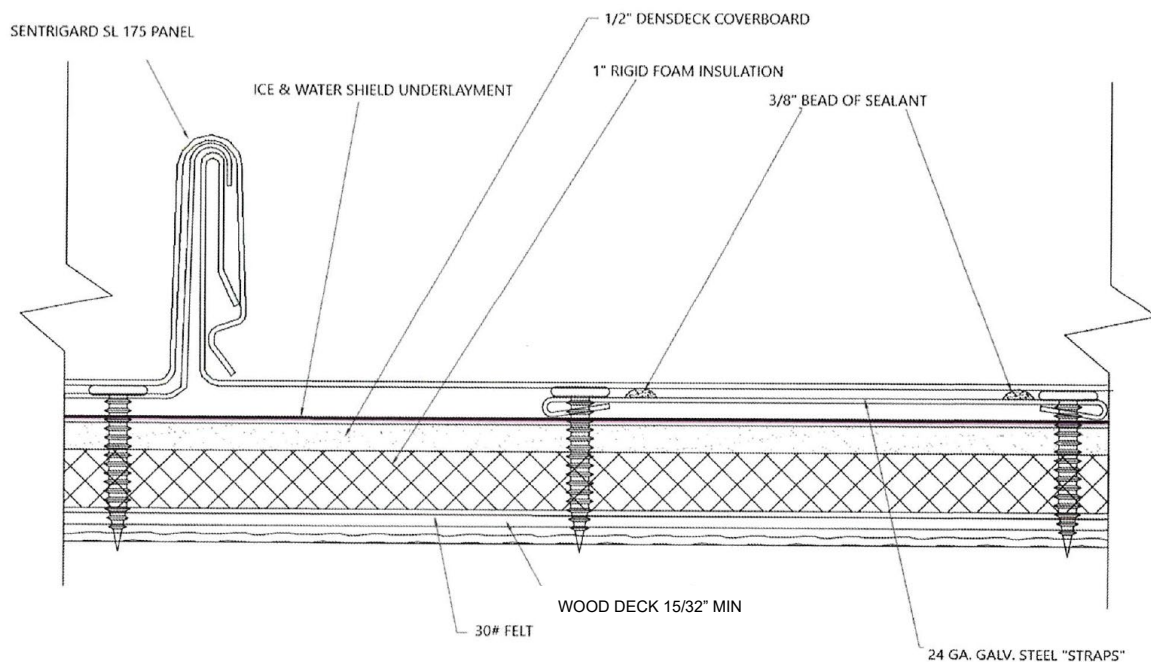 1/2" DENSDECK COVERBOARD
SENTRIGARD SL 175 PANEL
1" RIGID FOAM INSULATION
ICE & WATER SHIELD UNDERLAYMENT
3/8" BEAD OF SEALANT
WOOD DECK 15/32” MIN
30# FELT
24 GA. GALV. STEEL "STRAPS"